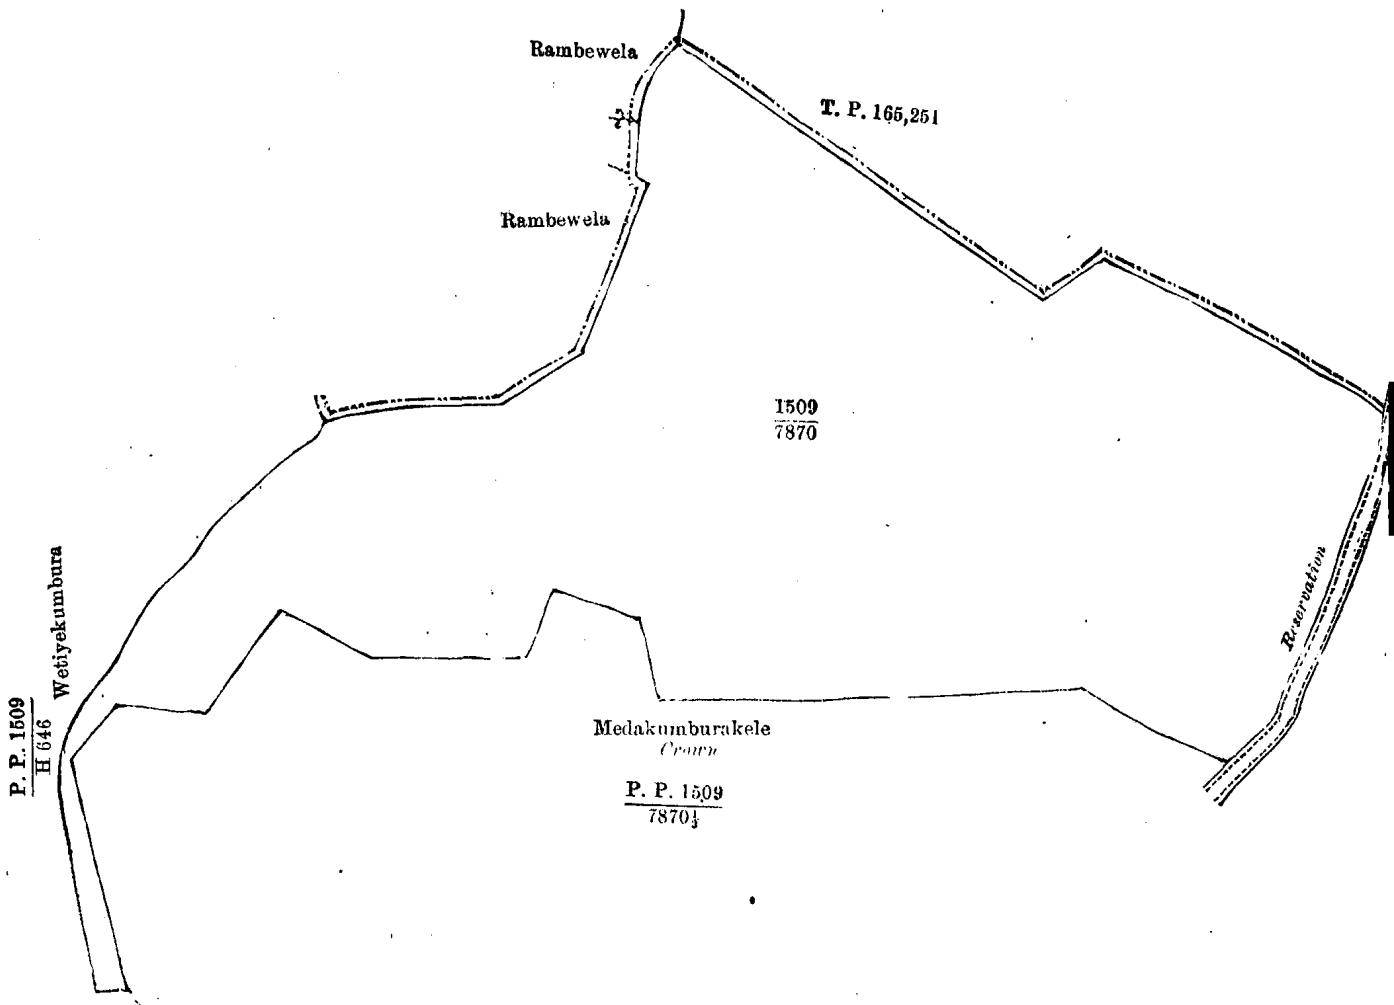 Rambewela
T. P. 165,251
Rambewela
1509
7870
Reservation
Wetiyekumbura
P. P. 1509
H 646
Medakumburakele
Crown
P. P. 1509
7870½